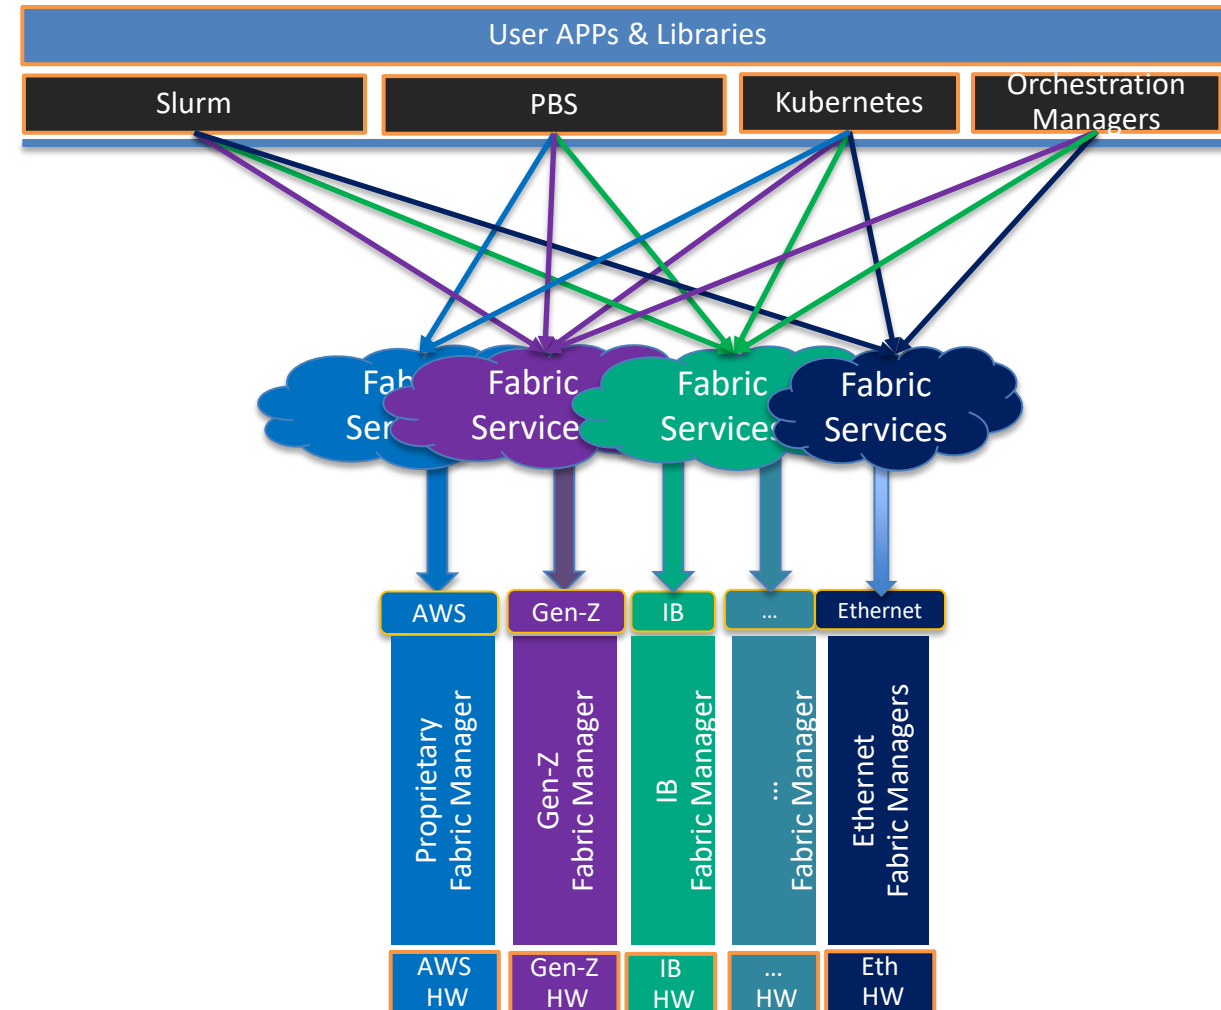 User APPs & Libraries
Slurm
PBS
Kubernetes
Orchestration
Managers
Fab
Ser
Fabric
Service
Fabric
Services
Fabric
Services
AWS
Gen-Z
IB
...
Ethernet
Proprietary
Fabric Manager
Gen-Z
Fabric Manager
IB
Fabric Manager
...
Fabric Manager
Ethernet
Fabric Managers
AWS
HW
Gen-Z
HW
IB
HW
...
HW
Eth
HW